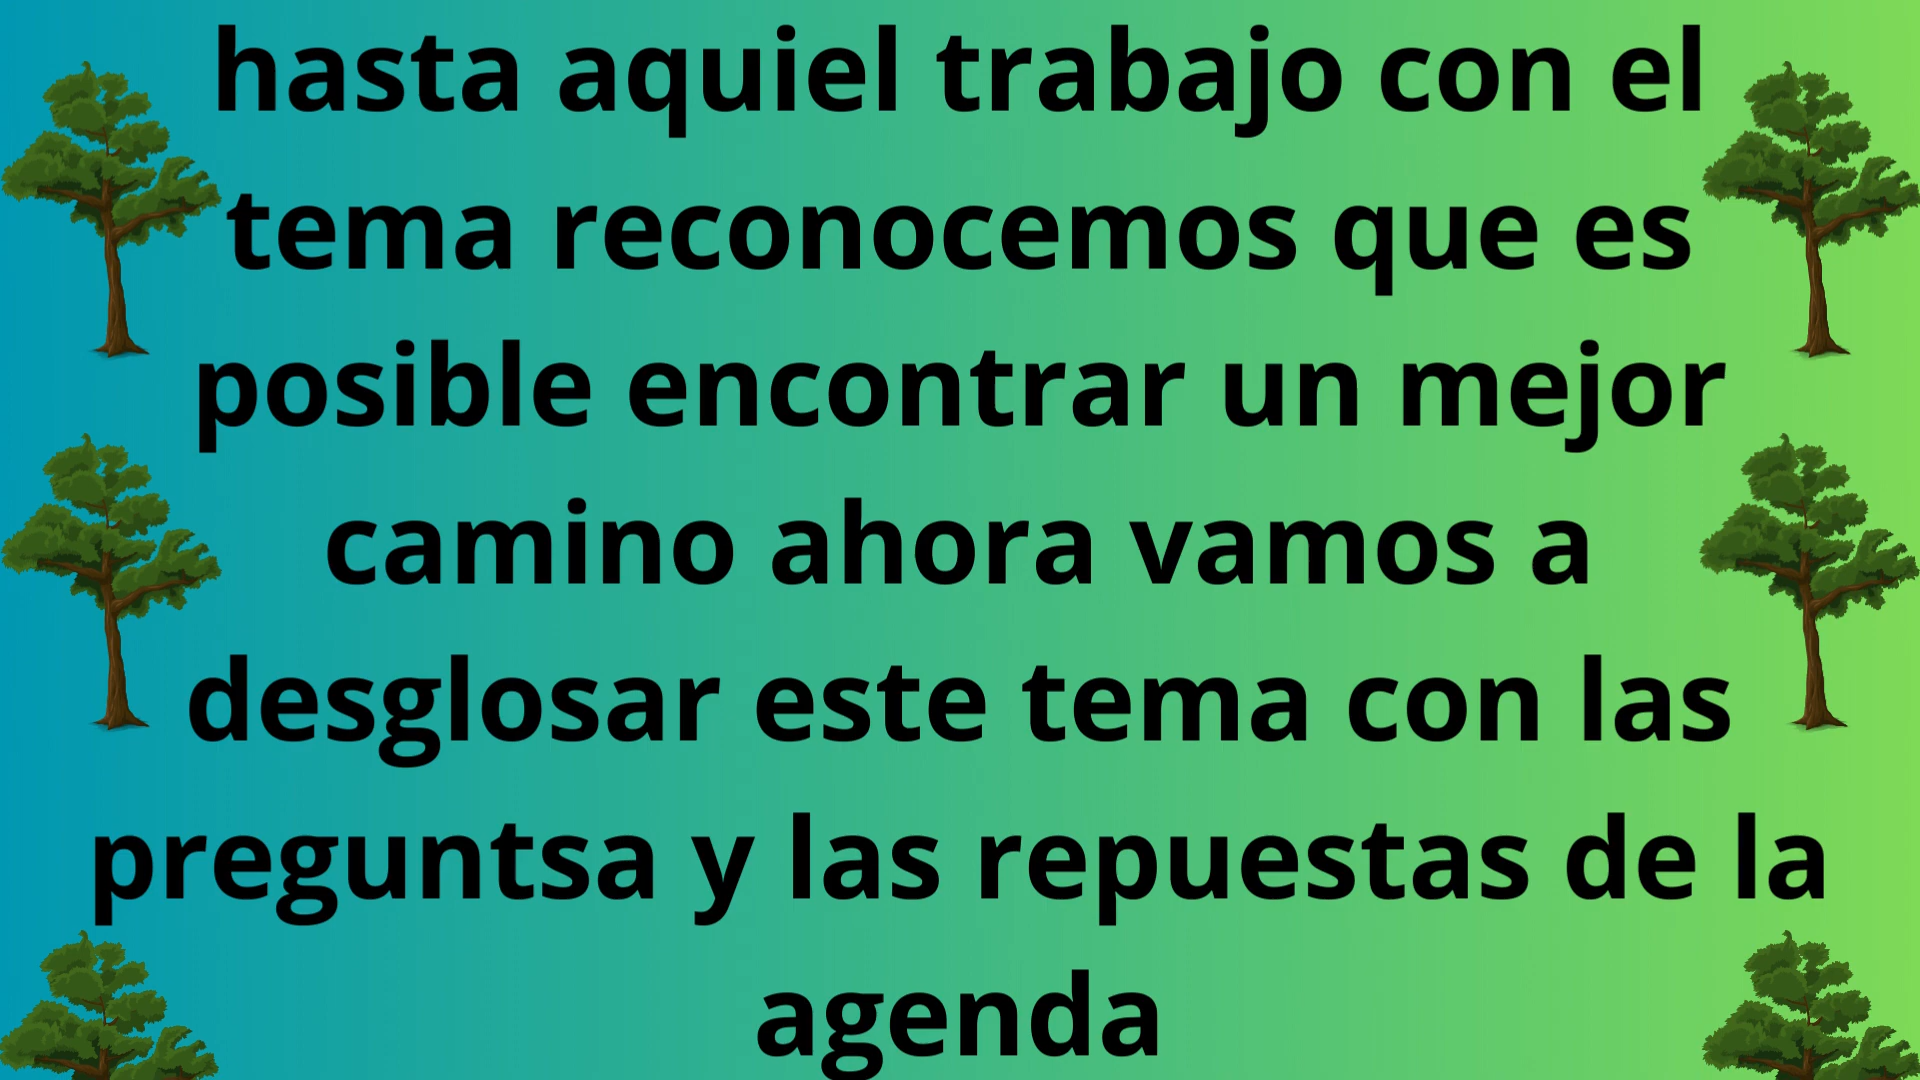 hasta aquiel trabajo con el
tema reconocemos que es
posible encontrar un mejor
camino ahora vamos a
desglosar este tema con las
preguntsa y las repuestas de la
agenda